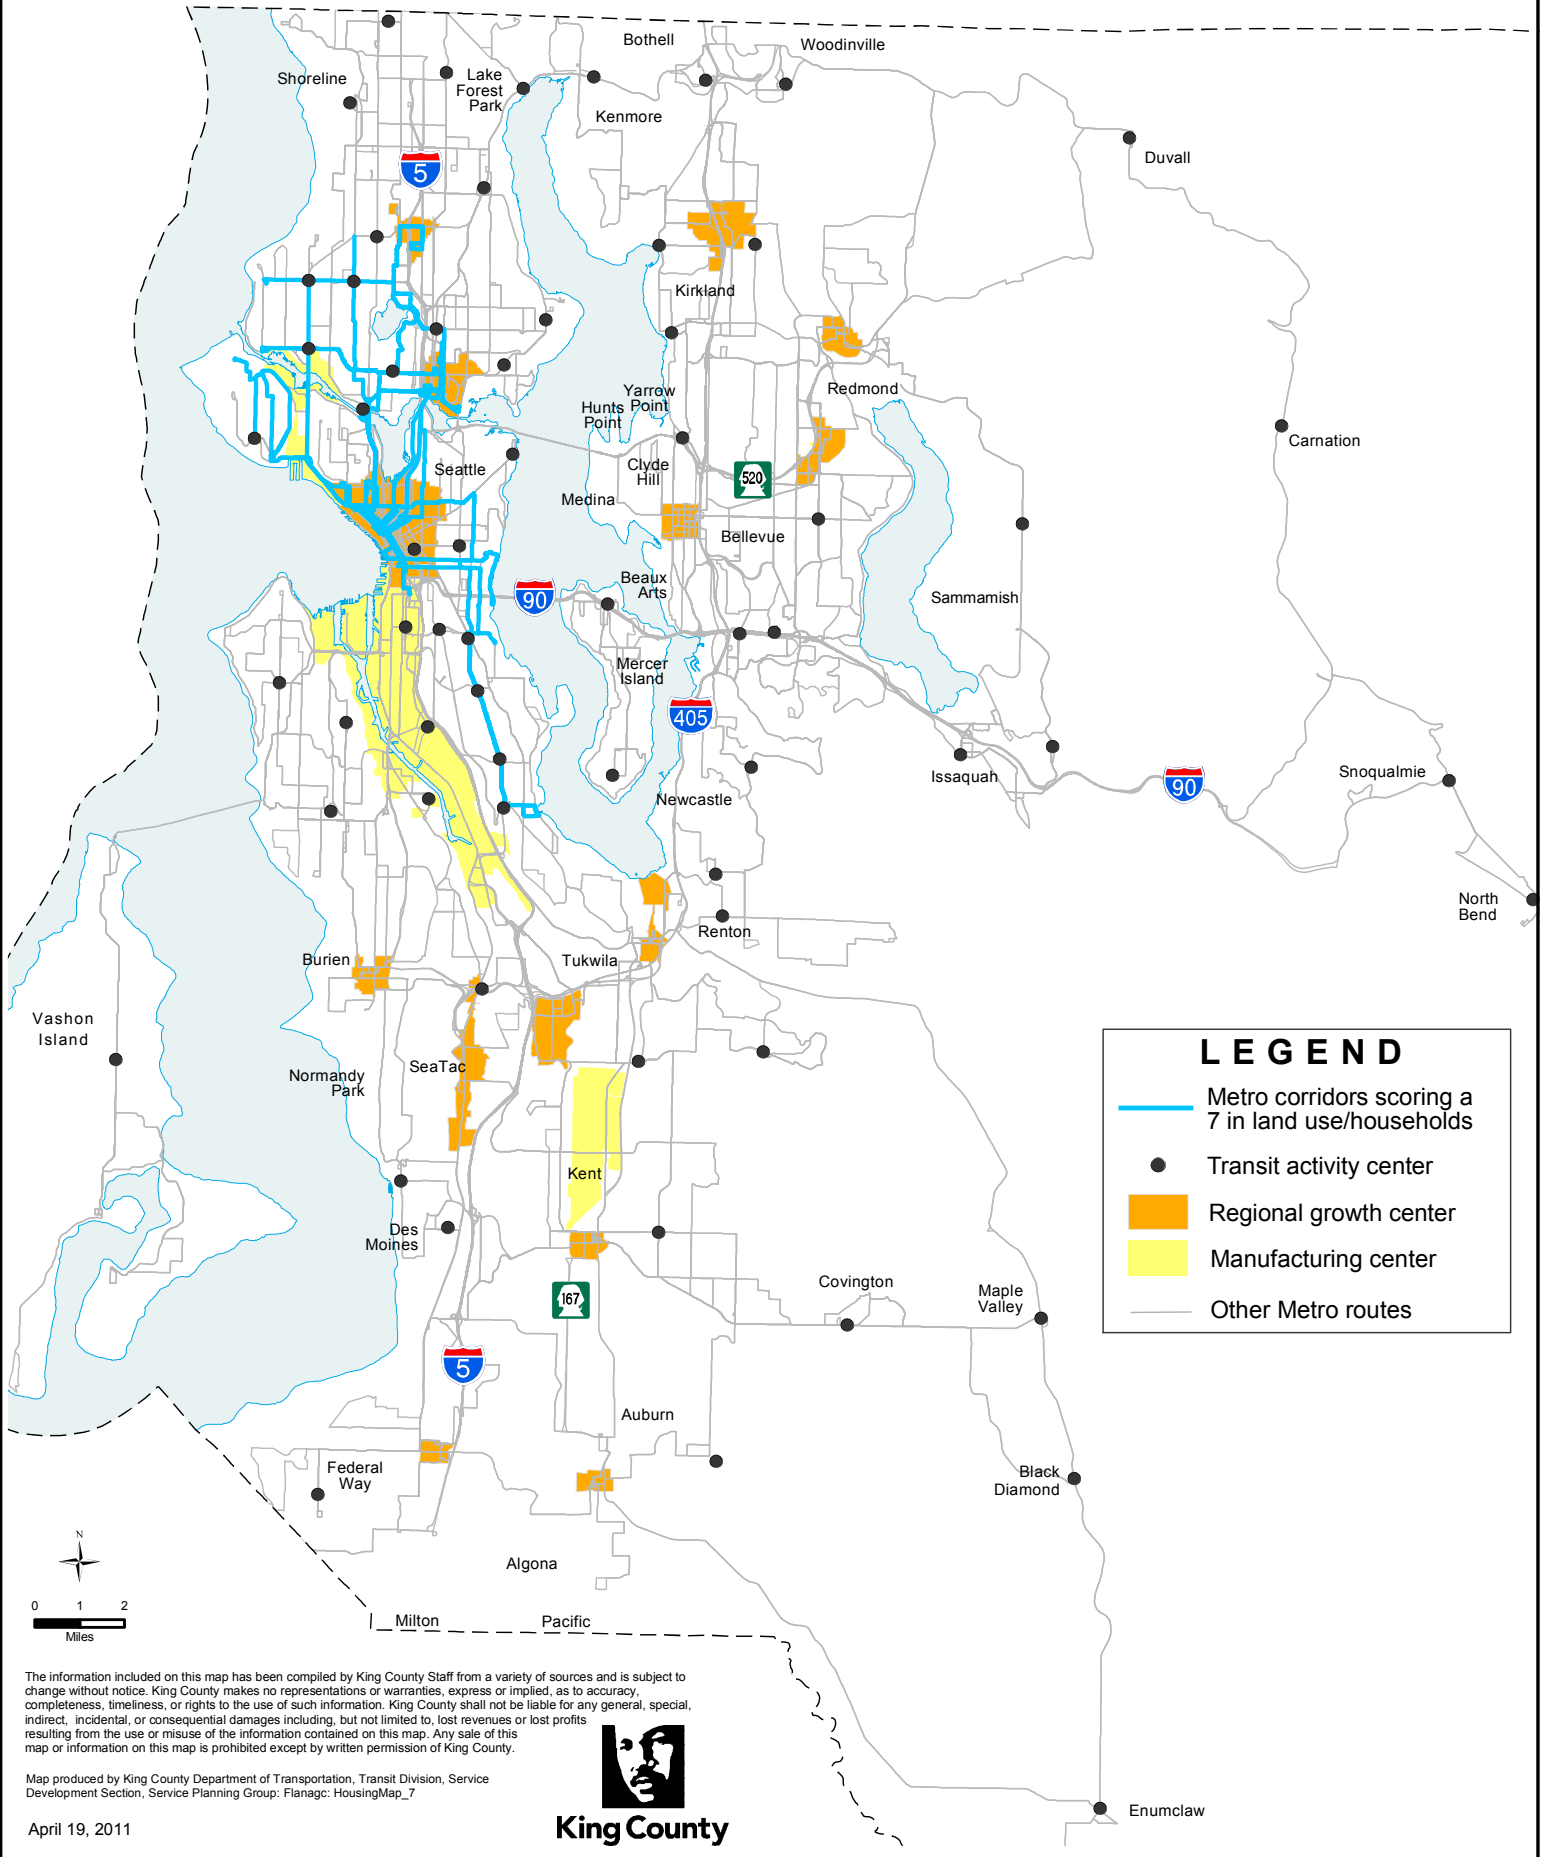 Bothell
Woodinville
Shoreline
Lake
Forest
Park
Kenmore
Duvall
5
Kirkland
Redmond
Yarrow
Point
Hunts
Point
Carnation
Clyde
Hill
Seattle
520
Medina
Bellevue
Beaux
Arts
90
Sammamish
Mercer
Island
405
Issaquah
Snoqualmie
90
Newcastle
North
Bend
Renton
Burien
Tukwila
Vashon
Island
SeaTac
Normandy
Park
Kent
Des
Moines
167
Covington
Maple
Valley
5
Auburn
Federal
Way
Black
Diamond
Algona
Milton
Pacific
Enumclaw
LEGEND
Metro corridors scoring a
7 in land use/households
Transit activity center
Regional growth center
Manufacturing center
Other Metro routes
N
0 1 2
Miles
The information included on this map has been compiled by King County Staff from a variety of sources and is subject to
change without notice. King County makes no representations or warranties, express or implied, as to accuracy,
completeness, timeliness, or rights to the use of such information. King County shall not be liable for any general, special,
indirect, incidental, or consequential damages including, but not limited to, lost revenues or lost profits
resulting from the use or misuse of the information contained on this map. Any sale of this
map or information on this map is prohibited except by written permission of King County.
Map produced by King County Department of Transportation, Transit Division, Service
Development Section, Service Planning Group: Flanagc: HousingMap_7
April 19, 2011
King County